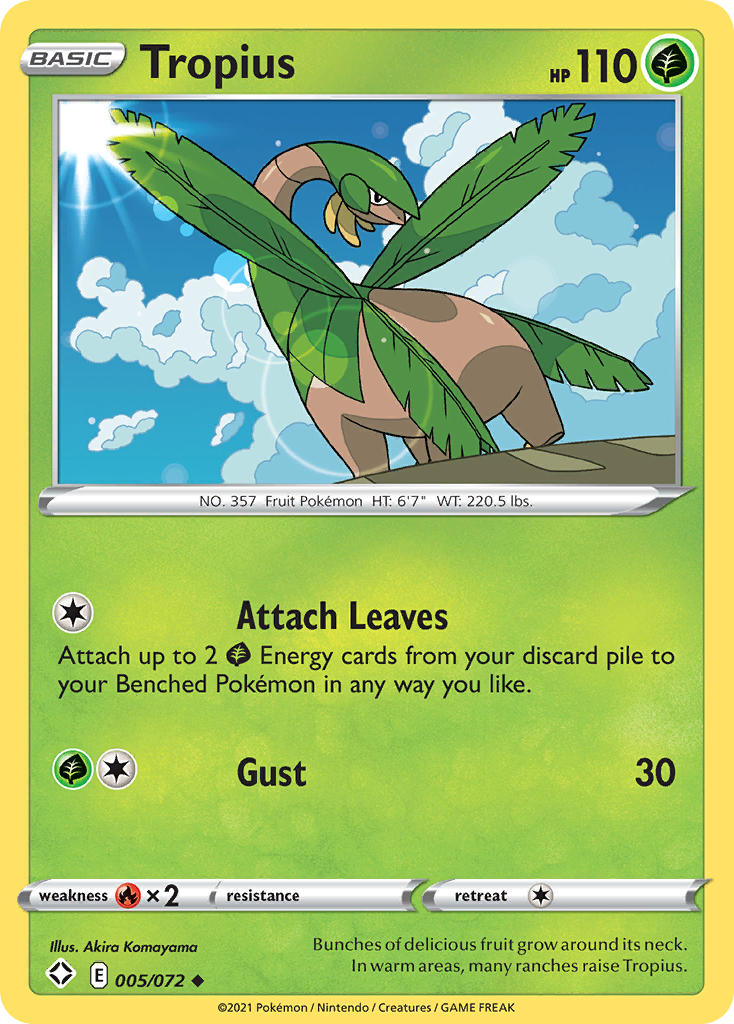 BASIC Tropius HP 110
NO. 357 Fruit Pokémon HT: 6'7" WT: 220.5 lbs.
Attach Leaves
Attach up to 2 Energy cards from your discard pile to
your Benched Pokémon in any way you like.
Gust 30
weakness ×2 resistance retreat
Illus. Akira Komayama
Bunches of delicious fruit grow around its neck.
In warm areas, many ranches raise Tropius.
E 005/072
©2021 Pokémon / Nintendo / Creatures / GAME FREAK